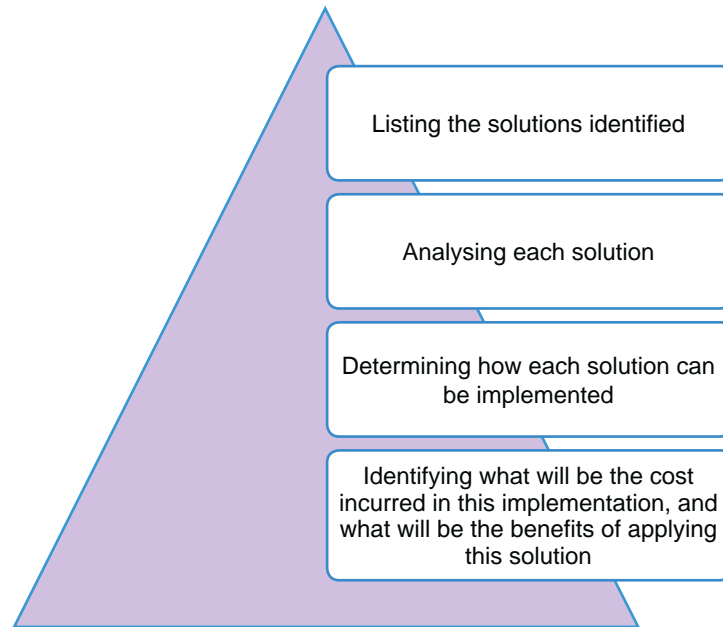 Listing the solutions identified
Analysing each solution
Determining how each solution can
be implemented
Identifying what will be the cost
incurred in this implementation, and
what will be the benefits of applying
this solution